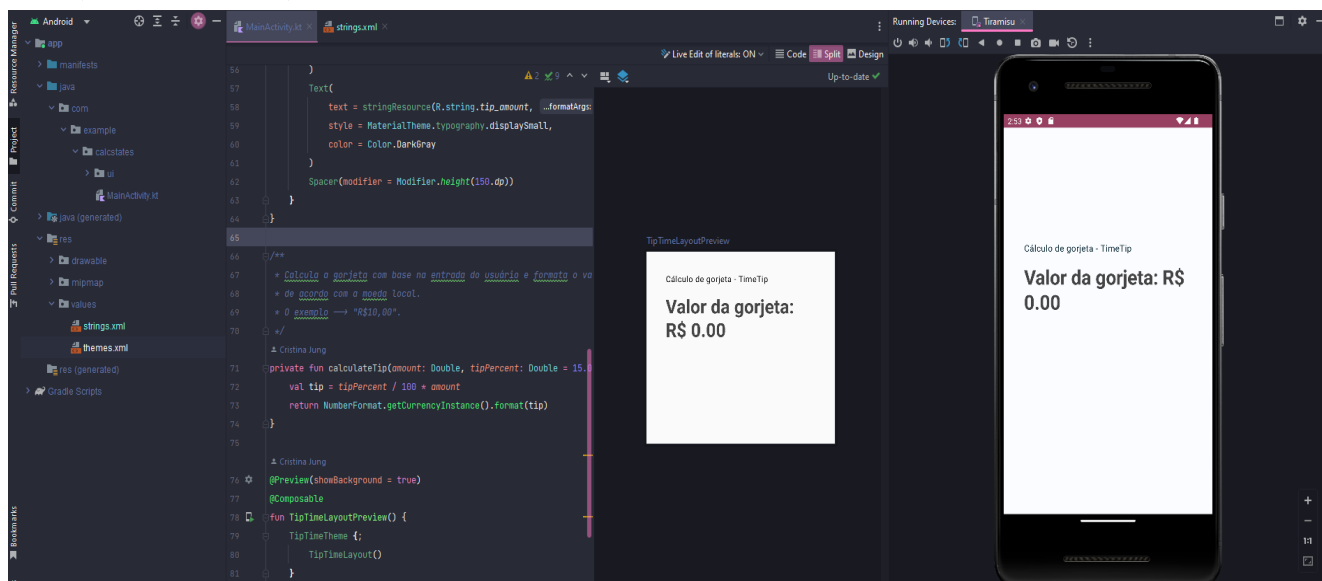 Android
Running Devices:
Tiramisu
MainActivity.kt
strings.xml
Live Edit of literals: ON
Code
Split
Design
Up-to-date
2
9
Resource Manager
Project
Commit
Pull Requests
Bookmarks
app
manifests
java
com
example
calcstates
ui
MainActivity.kt
java (generated)
res
drawable
mipmap
values
strings.xml
themes.xml
res (generated)
Gradle Scripts
56 )
57 Text(
58 text = stringResource(R.string.tip_amount, ...formatArgs:
59 style = MaterialTheme.typography.displaySmall,
60 color = Color.DarkGray
61 )
62 Spacer(modifier = Modifier.height(150.dp))
63 }
64 }
65
66 /**
67 * Calcula a gorjeta com base na entrada do usuário e formata o va
68 * de acordo com a moeda local.
69 * O exemplo —> "R$10,00".
70 */
Cristina Jung
71 private fun calculateTip(amount: Double, tipPercent: Double = 15.0
72 val tip = tipPercent / 100 * amount
73 return NumberFormat.getCurrencyInstance().format(tip)
74 }
75
Cristina Jung
76 @Preview(showBackground = true)
77 @Composable
78 fun TipTimeLayoutPreview() {
79 TipTimeTheme {;
80 TipTimeLayout()
81 }
TipTimeLayoutPreview
Cálculo de gorjeta - TimeTip
Valor da gorjeta:
R$ 0.00
2:53
Cálculo de gorjeta - TimeTip
Valor da gorjeta: R$
0.00
1:1